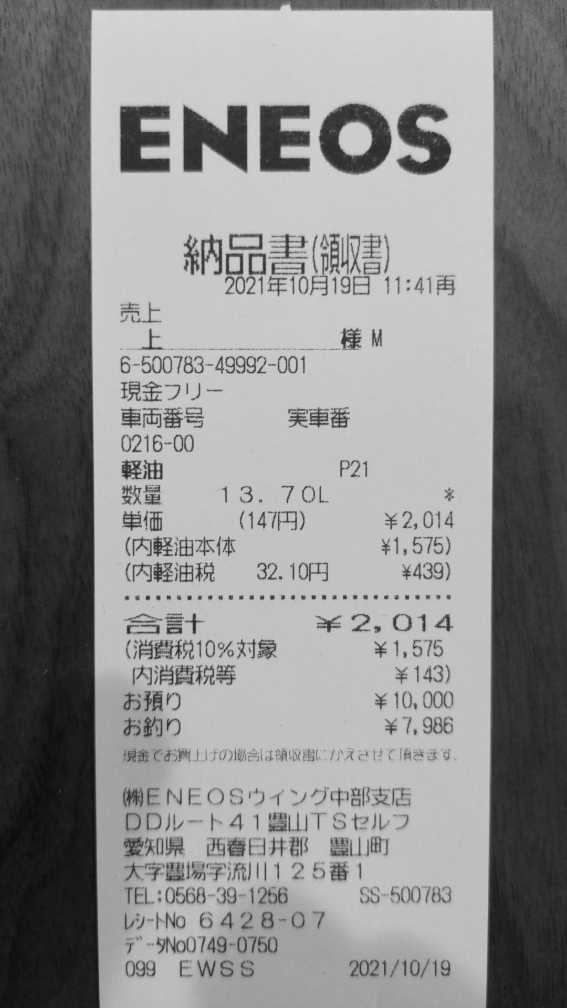 ENEOS
納品書(領収書)
2021年10月19日 11:41再
売上
上 様 M
6-500783-49992-001
現金フリー
車両番号 実車番
0216-00
軽油 P21
数量 13.70L *
単価 (147円) ¥2,014
(内軽油本体 ¥1,575)
(内軽油税 32.10円 ¥439)
合計 ¥2,014
(消費税10%対象 ¥1,575
内消費税等 ¥143)
お預り ¥10,000
お釣り ¥7,986
現金でお買上げの場合は領収書にかえさせて頂きます。
㈱ENEOSウイング中部支店
DDルート41豊山TSセルフ
愛知県 西春日井郡 豊山町
大字豊場字流川125番1
TEL:0568-39-1256 SS-500783
レシートNo 6428-07
データNo0749-0750
099 EWSS 2021/10/19